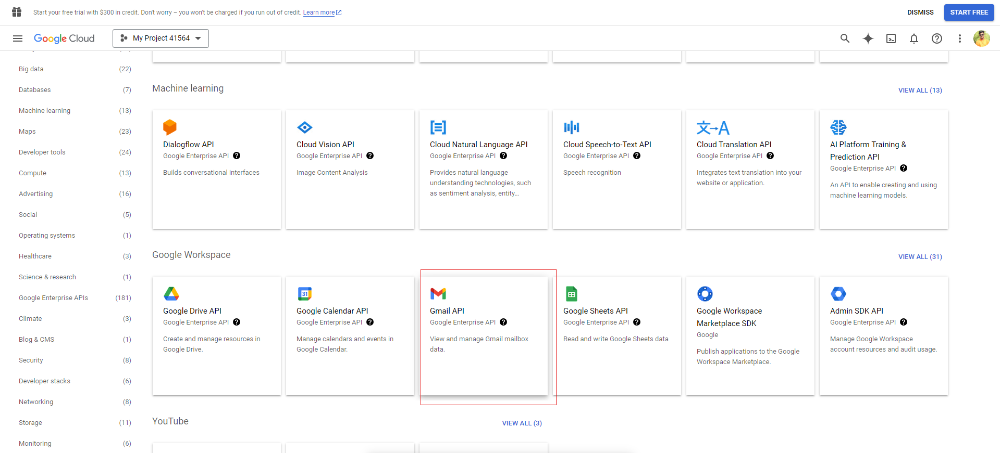 Start your free trial with $300 in credit. Don't worry – you won't be charged if you run out of credit. Learn more
DISMISS
START FREE
Google Cloud
My Project 41564
Big data (22)
Databases (7)
Machine learning (13)
Maps (23)
Developer tools (24)
Compute (13)
Advertising (16)
Social (5)
Operating systems (1)
Healthcare (3)
Science & research (1)
Google Enterprise APIs (181)
Climate (3)
Blog & CMS (1)
Security (8)
Developer stacks (6)
Networking (8)
Storage (11)
Monitoring (6)
Machine learning
VIEW ALL (13)
Dialogflow API
Google Enterprise API ?
Builds conversational interfaces
Cloud Vision API
Google Enterprise API ?
Image Content Analysis
Cloud Natural Language API
Google Enterprise API ?
Provides natural language
understanding technologies, such
as sentiment analysis, entity...
Cloud Speech-to-Text API
Google Enterprise API ?
Speech recognition
文→A
Cloud Translation API
Google Enterprise API ?
Integrates text translation into your
website or application.
AI Platform Training &
Prediction API
Google Enterprise API ?
An API to enable creating and using
machine learning models.
Google Workspace
VIEW ALL (31)
Google Drive API
Google Enterprise API ?
Create and manage resources in
Google Drive.
31
Google Calendar API
Google Enterprise API ?
Manage calendars and events in
Google Calendar.
Gmail API
Google Enterprise API ?
View and manage Gmail mailbox
data.
Google Sheets API
Google Enterprise API ?
Read and write Google Sheets data
Google Workspace
Marketplace SDK
Google
Publish applications to the Google
Workspace Marketplace.
Admin SDK API
Google Enterprise API ?
Manage Google Workspace
account resources and audit usage.
YouTube
VIEW ALL (3)